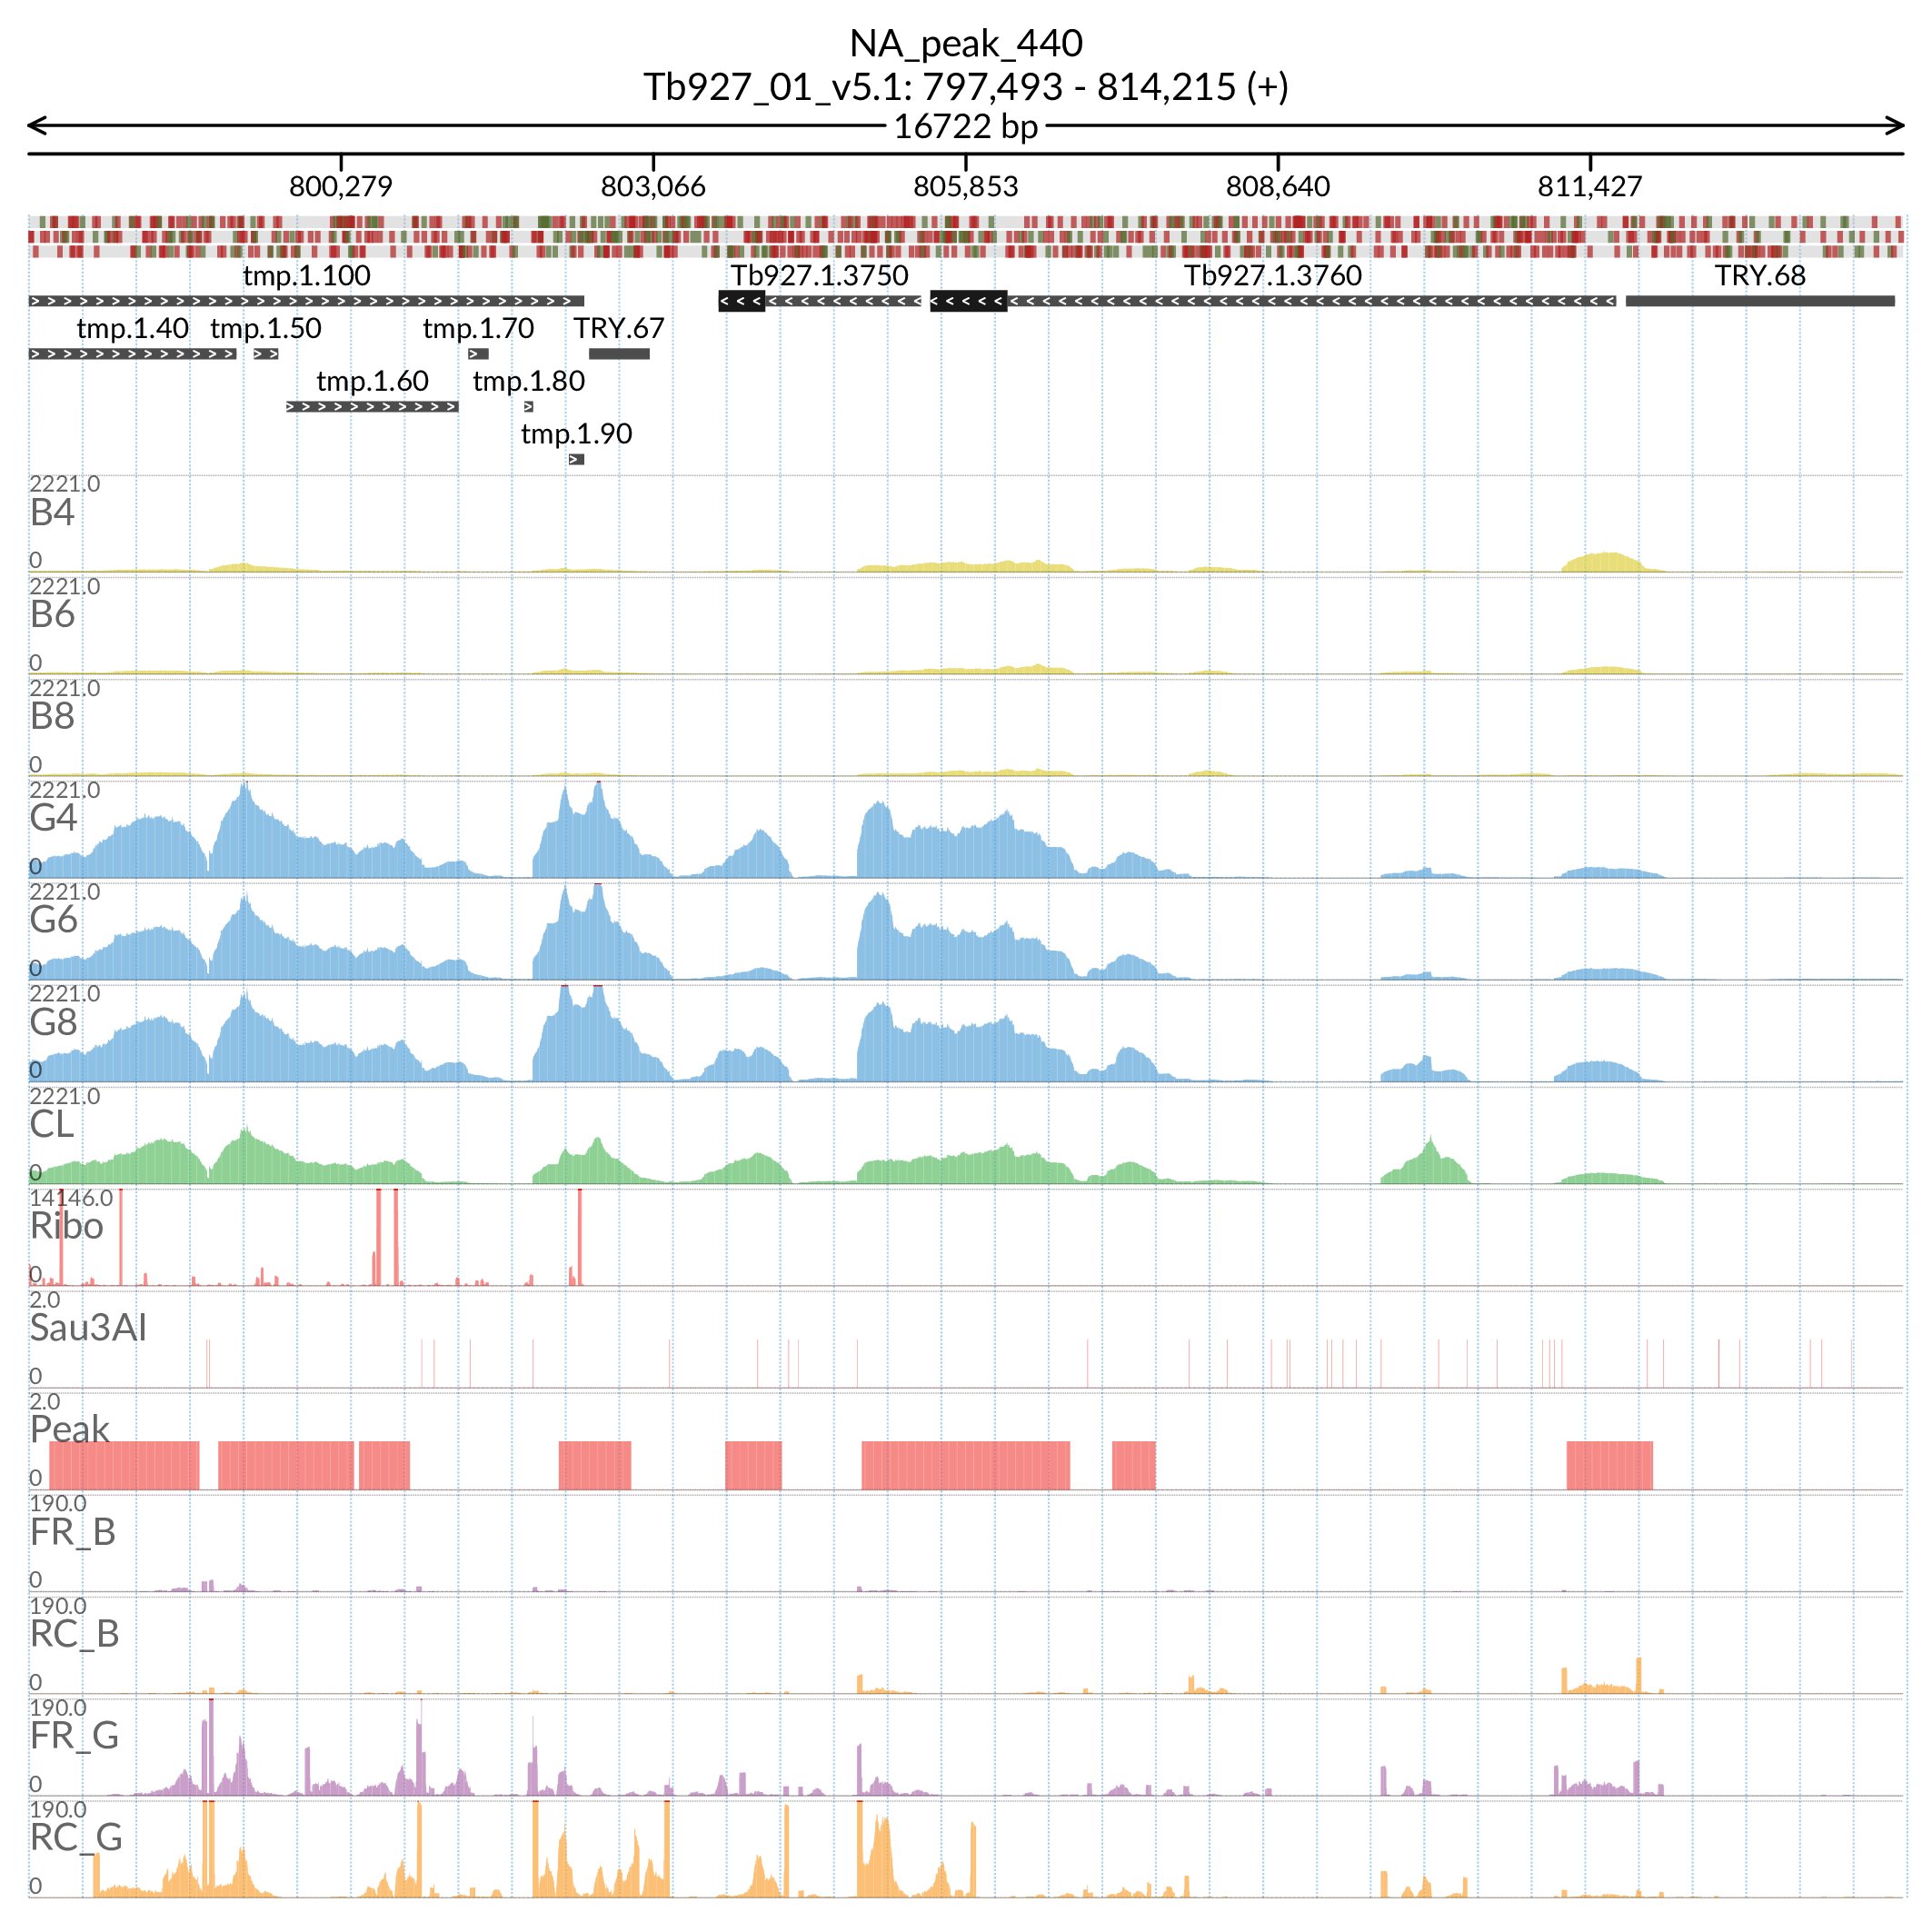 NA_peak_440
Tb927_01_v5.1: 797,493 - 814,215 (+)
16722 bp
800,279 803,066 805,853 808,640 811,427
tmp.1.100 Tb927.1.3750 Tb927.1.3760 TRY.68
tmp.1.40 tmp.1.50 tmp.1.70 TRY.67
tmp.1.60 tmp.1.80
tmp.1.90
2221.0
B4
0
2221.0
B6
0
2221.0
B8
0
2221.0
G4
0
2221.0
G6
0
2221.0
G8
0
2221.0
CL
0
14146.0
Ribo
0
2.0
Sau3AI
0
2.0
Peak
0
190.0
FR_B
0
190.0
RC_B
0
190.0
FR_G
0
190.0
RC_G
0